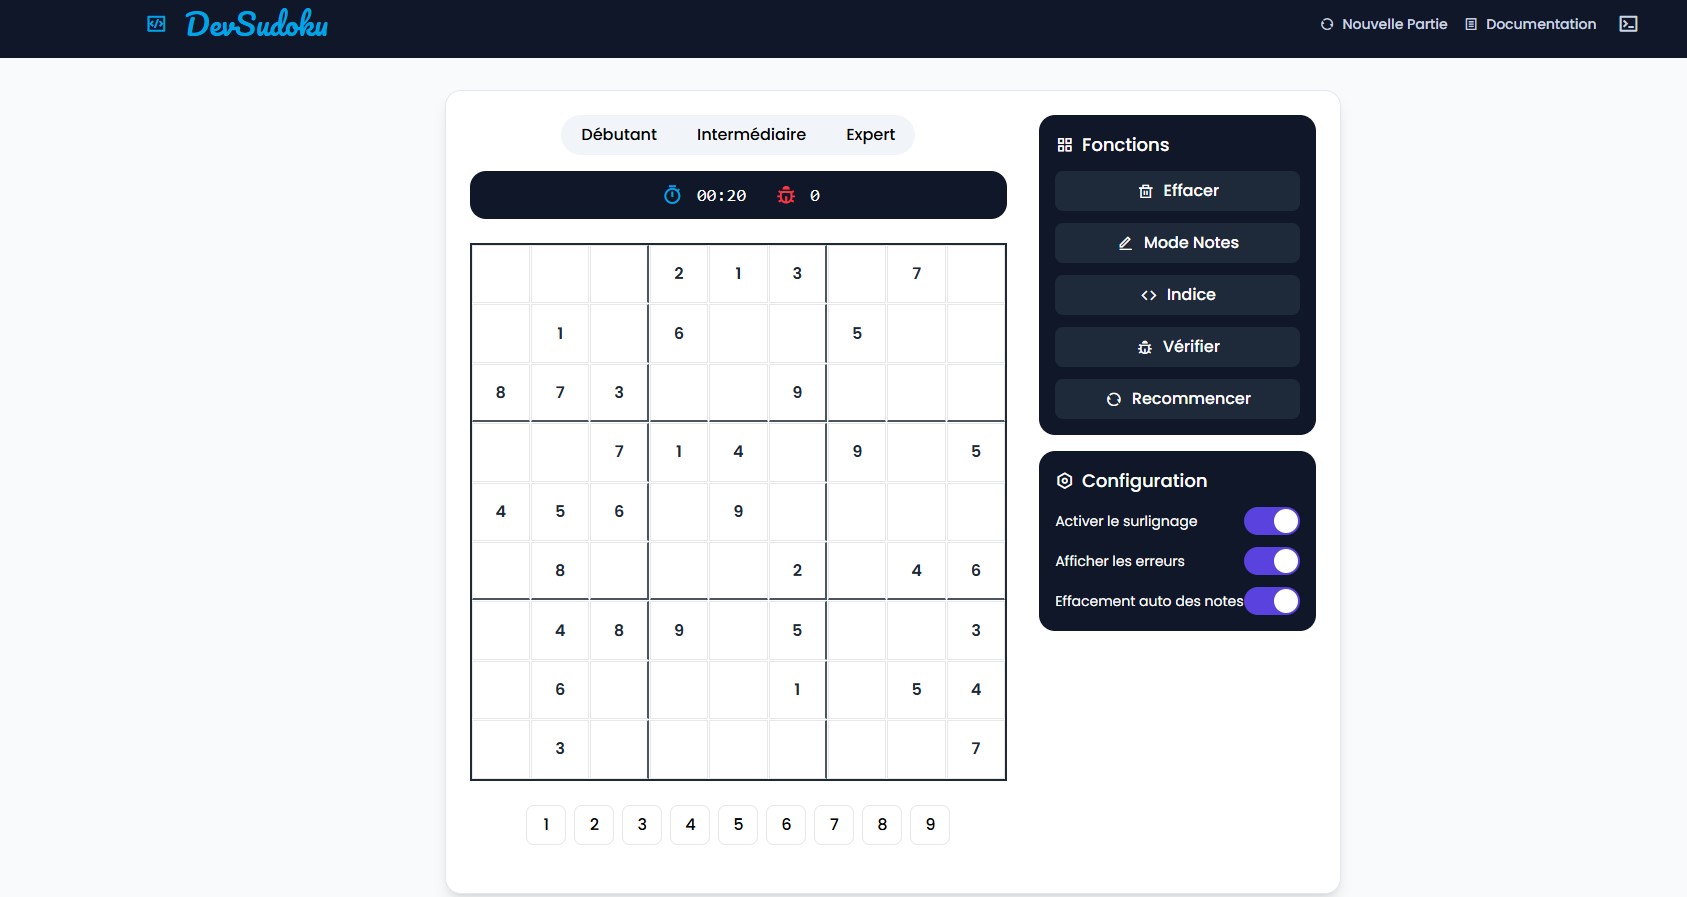 DevSudoku
Nouvelle Partie
Documentation
Débutant Intermédiaire Expert
00:20 0
2 1 3 7
1 6 5
8 7 3 9
7 1 4 9 5
4 5 6 9
8 2 4 6
4 8 9 5 3
6 1 5 4
3 7
1 2 3 4 5 6 7 8 9
Fonctions
Effacer
Mode Notes
Indice
Vérifier
Recommencer
Configuration
Activer le surlignage
Afficher les erreurs
Effacement auto des notes